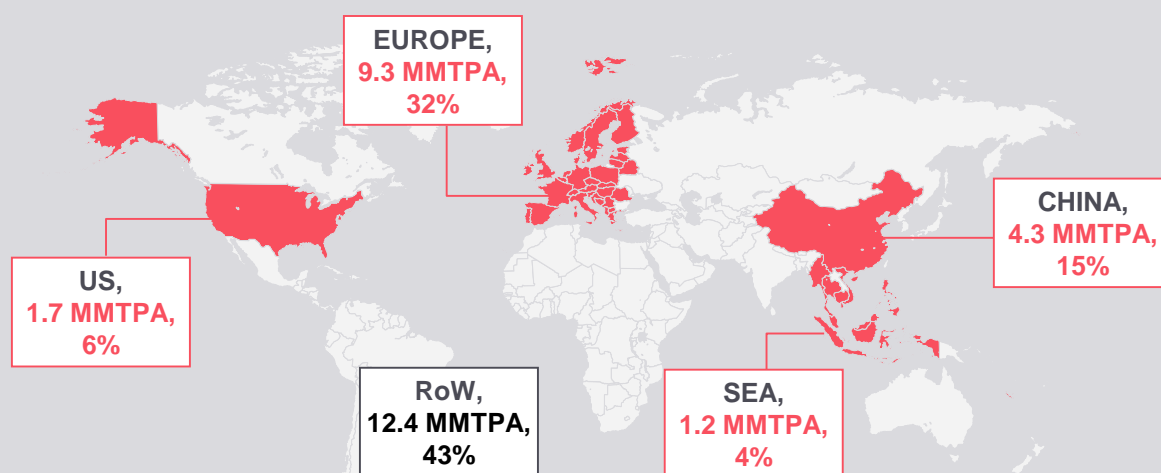 EUROPE,
9.3 MMTPA,
32%
CHINA,
4.3 MMTPA,
15%
US,
1.7 MMTPA,
6%
RoW,
12.4 MMTPA,
43%
SEA,
1.2 MMTPA,
4%